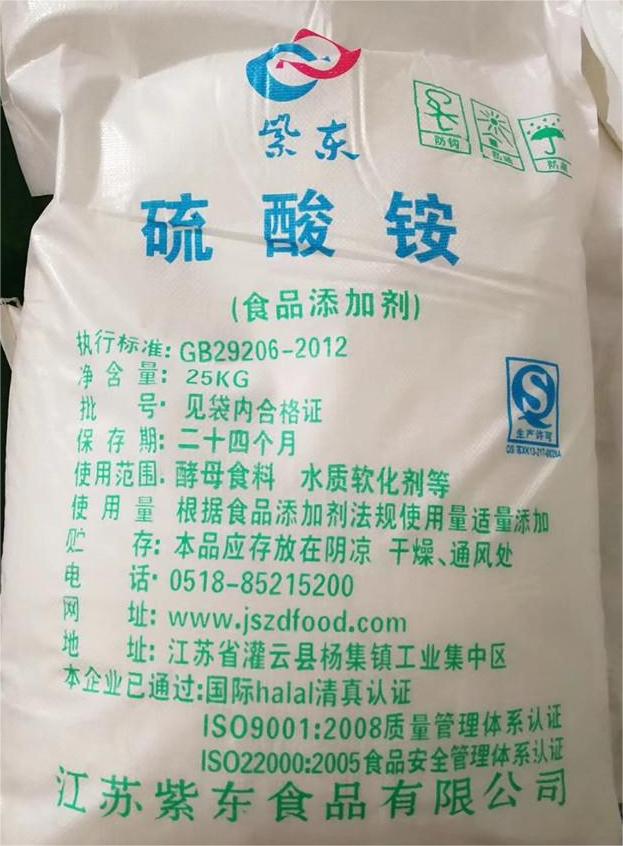 紫东
防钩
防
防
硫酸铵
(食品添加剂)
执行标准:GB29206-2012
净含量:25KG
批号:见袋内合格证
保存期:二十四个月
使用范围:酵母食料 水质软化剂等
使用量 根据食品添加剂法规使用量适量添加
贮存:本品应存放在阴凉 干燥、通风处
电话:0518-85215200
网址:www.jszdfood.com
地址:江苏省灌云县杨集镇工业集中区
本企业已通过:国际halal清真认证
ISO9001:2008质量管理体系认证
ISO22000:2005食品安全管理体系认证
江苏紫东食品有限公司
生产许可